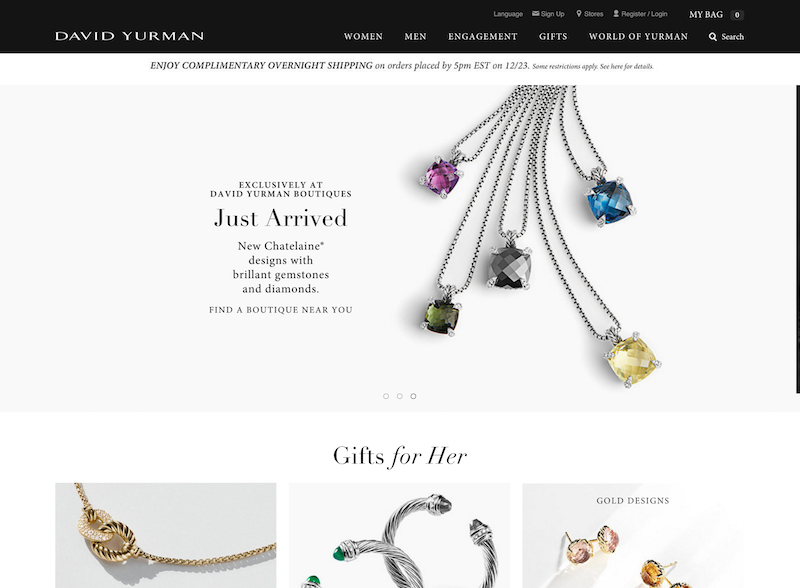 Language Sign Up Stores Register / Login MY BAG 0
DAVID YURMAN
WOMEN MEN ENGAGEMENT GIFTS WORLD OF YURMAN Search
ENJOY COMPLIMENTARY OVERNIGHT SHIPPING on orders placed by 5pm EST on 12/23. Some restrictions apply. See here for details.
EXCLUSIVELY AT
DAVID YURMAN BOUTIQUES
Just Arrived
New Chatelaine®
designs with
brillant gemstones
and diamonds.
FIND A BOUTIQUE NEAR YOU
Gifts for Her
GOLD DESIGNS